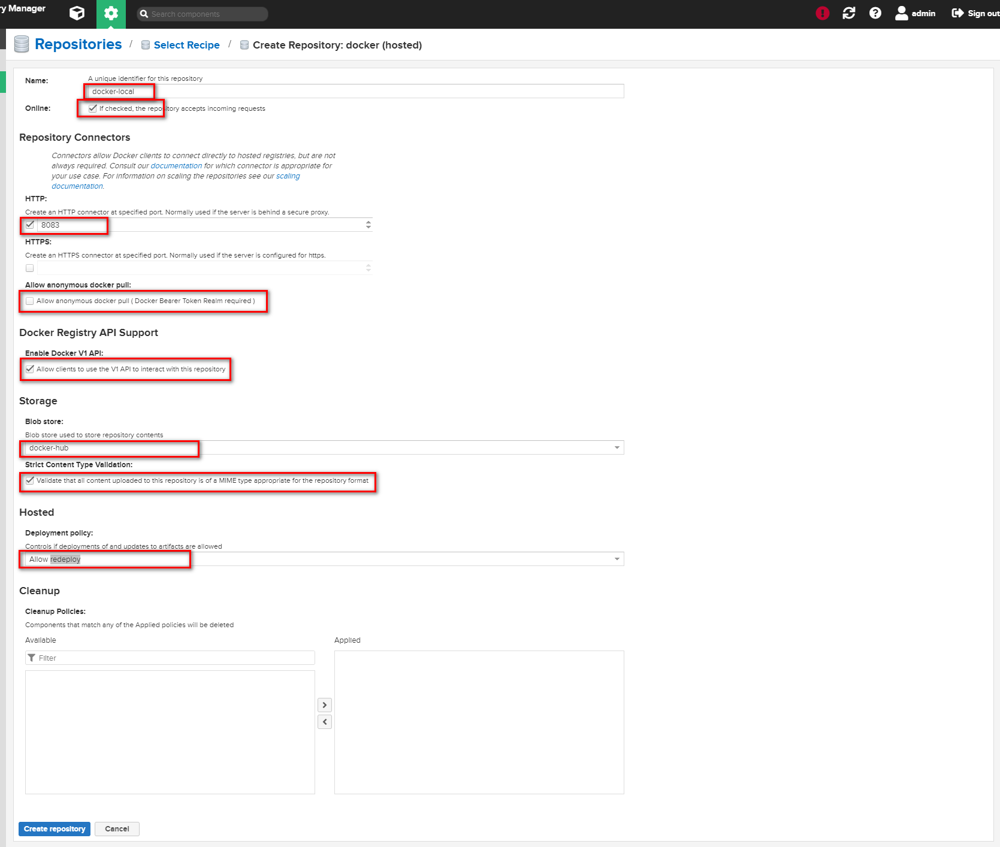 ry Manager
Search components
admin
Sign out
Repositories / Select Recipe / Create Repository: docker (hosted)
Name:
A unique identifier for this repository
docker-local
Online:
If checked, the repository accepts incoming requests
Repository Connectors
Connectors allow Docker clients to connect directly to hosted registries, but are not
always required. Consult our documentation for which connector is appropriate for
your use case. For information on scaling the repositories see our scaling
documentation.
HTTP:
Create an HTTP connector at specified port. Normally used if the server is behind a secure proxy.
8083
HTTPS:
Create an HTTPS connector at specified port. Normally used if the server is configured for https.
Allow anonymous docker pull:
Allow anonymous docker pull ( Docker Bearer Token Realm required )
Docker Registry API Support
Enable Docker V1 API:
Allow clients to use the V1 API to interact with this repository
Storage
Blob store:
Blob store used to store repository contents
docker-hub
Strict Content Type Validation:
Validate that all content uploaded to this repository is of a MIME type appropriate for the repository format
Hosted
Deployment policy:
Controls if deployments of and updates to artifacts are allowed
Allow redeploy
Cleanup
Cleanup Policies:
Components that match any of the Applied policies will be deleted
Available
Applied
Filter
Create repository
Cancel